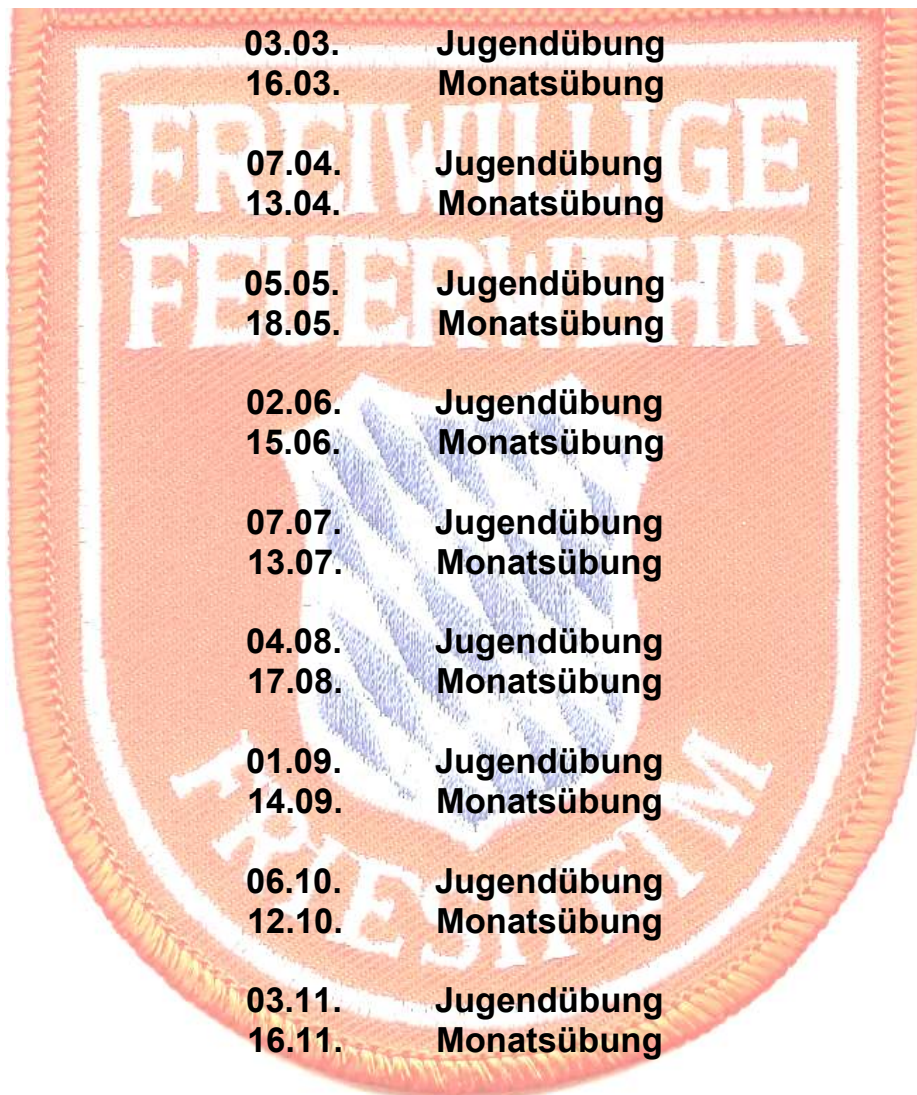 03.03. Jugendübung
16.03. Monatsübung
07.04. Jugendübung
13.04. Monatsübung
05.05. Jugendübung
18.05. Monatsübung
02.06. Jugendübung
15.06. Monatsübung
07.07. Jugendübung
13.07. Monatsübung
04.08. Jugendübung
17.08. Monatsübung
01.09. Jugendübung
14.09. Monatsübung
06.10. Jugendübung
12.10. Monatsübung
03.11. Jugendübung
16.11. Monatsübung
FREIWILLIGE
FEUERWEHR
FRIESHEIM